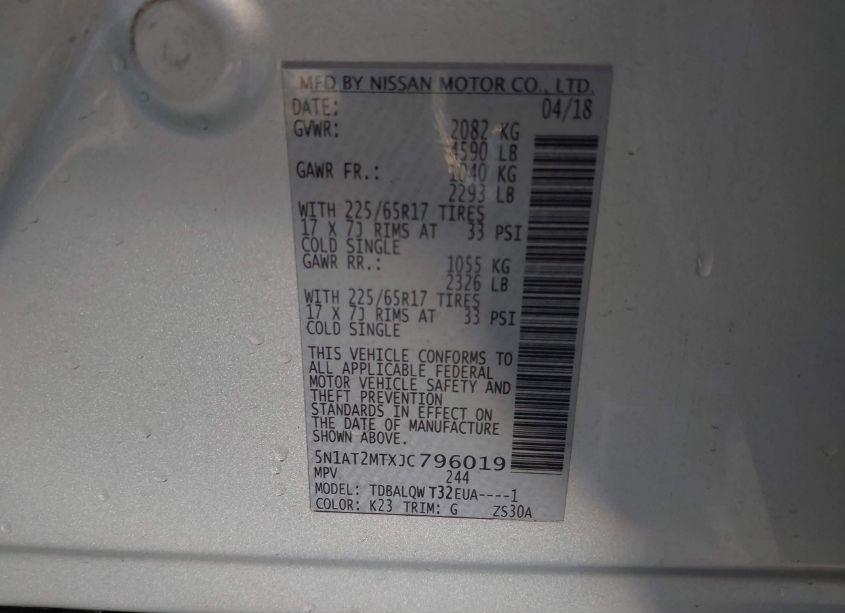 MFD BY NISSAN MOTOR CO., LTD.
DATE: 04/18
GVWR: 2082 KG
4590 LB
GAWR FR.: 1040 KG
2293 LB
WITH 225/65R17 TIRES
17 X 7J RIMS AT 33 PSI
COLD SINGLE
GAWR RR.: 1055 KG
2326 LB
WITH 225/65R17 TIRES
17 X 7J RIMS AT 33 PSI
COLD SINGLE
THIS VEHICLE CONFORMS TO
ALL APPLICABLE FEDERAL
MOTOR VEHICLE SAFETY AND
THEFT PREVENTION
STANDARDS IN EFFECT ON
THE DATE OF MANUFACTURE
SHOWN ABOVE.
5N1AT2MTXJC796019
MPV 244
MODEL: TDBALQW T32EUA----1
COLOR: K23 TRIM: G ZS30A